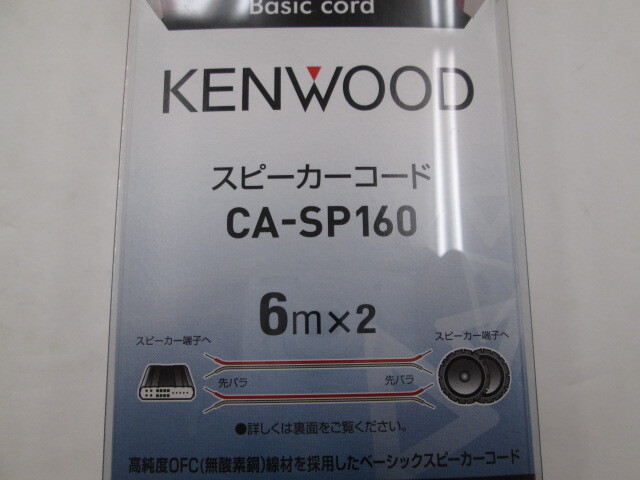 Basic cord
KENWOOD
スピーカーコード
CA-SP160
6m×2
スピーカー端子へ
スピーカー端子へ
先バラ
先バラ
●詳しくは裏面をご覧ください。
高純度OFC(無酸素銅)線材を採用したベーシックスピーカーコード